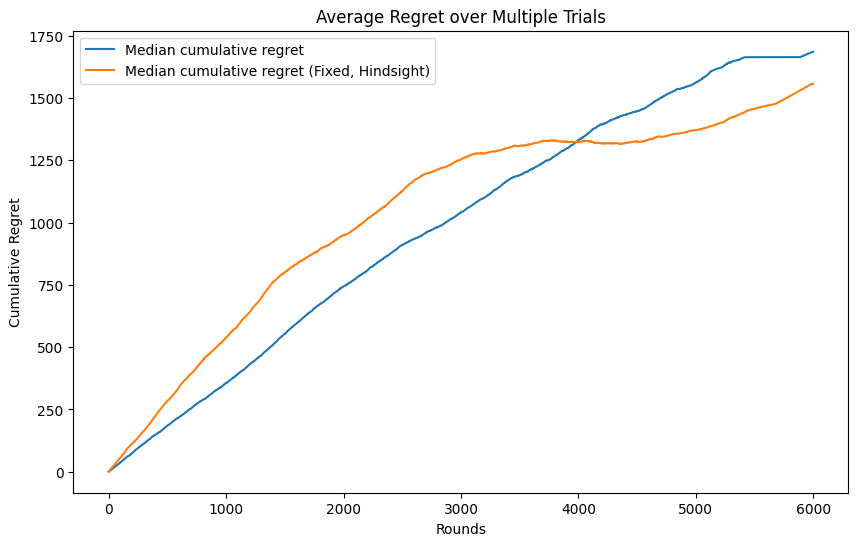 Average Regret over Multiple Trials
Median cumulative regret
Median cumulative regret (Fixed, Hindsight)
Cumulative Regret
1750
1500
1250
1000
750
500
250
0
0 1000 2000 3000 4000 5000 6000
Rounds